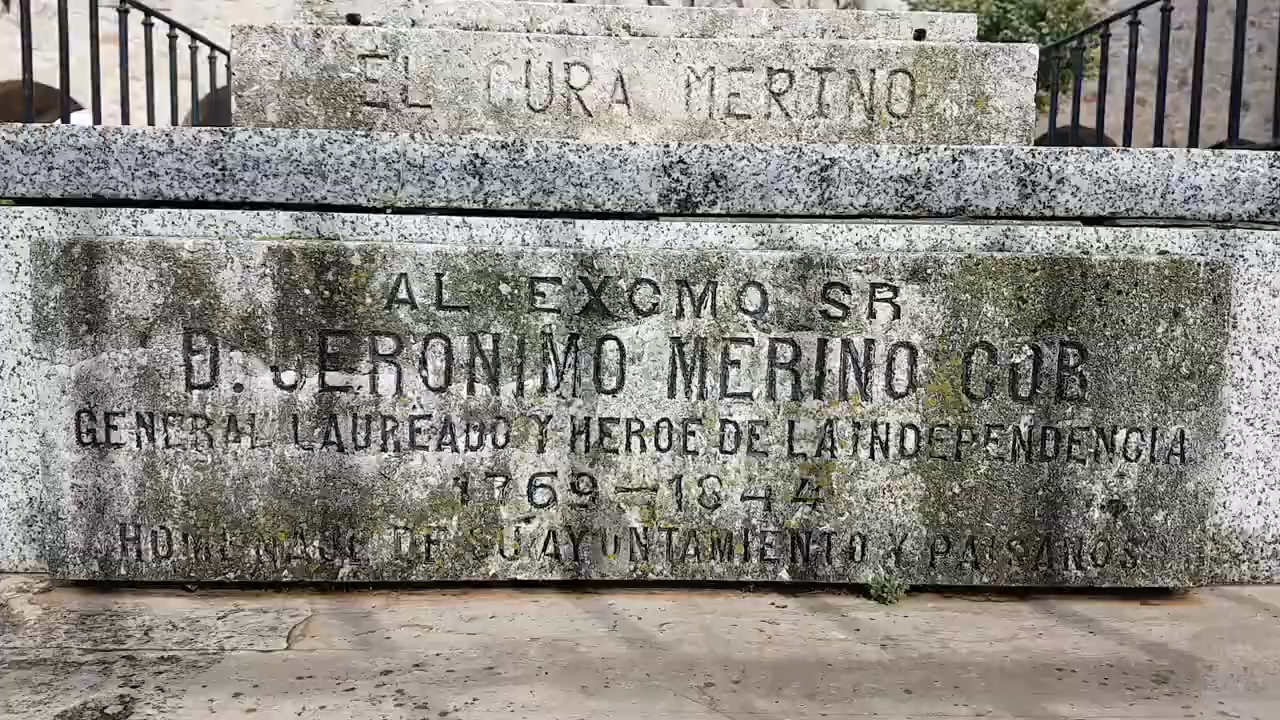 EL CURA MERINO
AL EXCMO SR
D. JERONIMO MERINO COB
GENERAL LAUREADO Y HEROE DE LA INDEPENDENCIA
1769-1844
HOMENAJE DE SU AYUNTAMIENTO Y PAISANOS